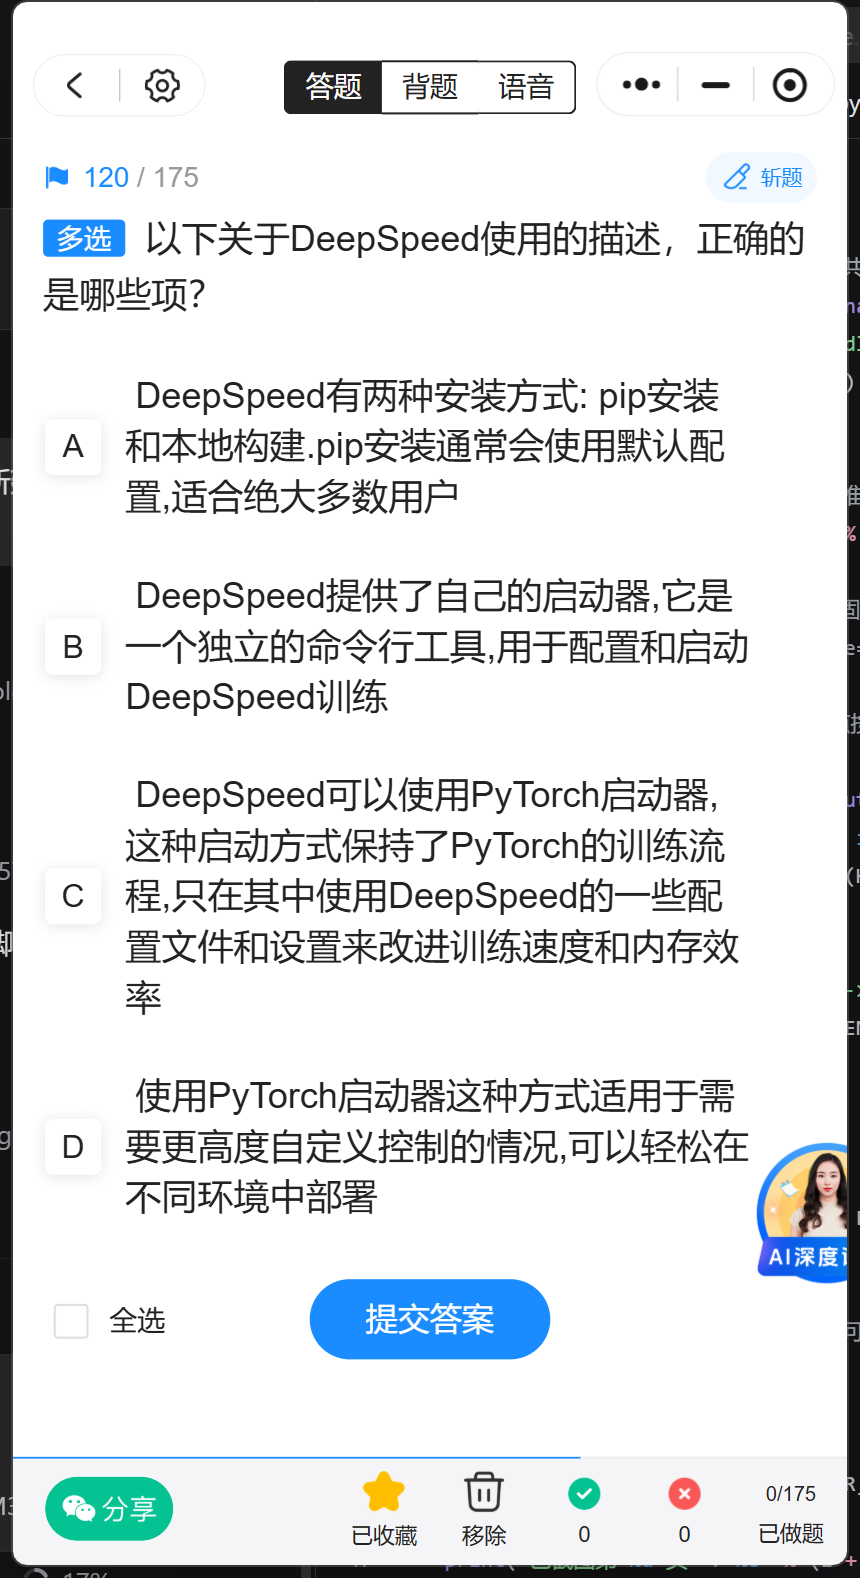 答题 背题 语音
120 / 175
斩题
多选 以下关于DeepSpeed使用的描述，正确的
是哪些项？
DeepSpeed有两种安装方式: pip安装
A 和本地构建.pip安装通常会使用默认配
置,适合绝大多数用户
DeepSpeed提供了自己的启动器,它是
B 一个独立的命令行工具,用于配置和启动
DeepSpeed训练
DeepSpeed可以使用PyTorch启动器,
这种启动方式保持了PyTorch的训练流
C 程,只在其中使用DeepSpeed的一些配
置文件和设置来改进训练速度和内存效
率
使用PyTorch启动器这种方式适用于需
D 要更高度自定义控制的情况,可以轻松在
不同环境中部署
AI深度
全选
提交答案
分享
已收藏
移除
0
0
0/175
已做题
17%